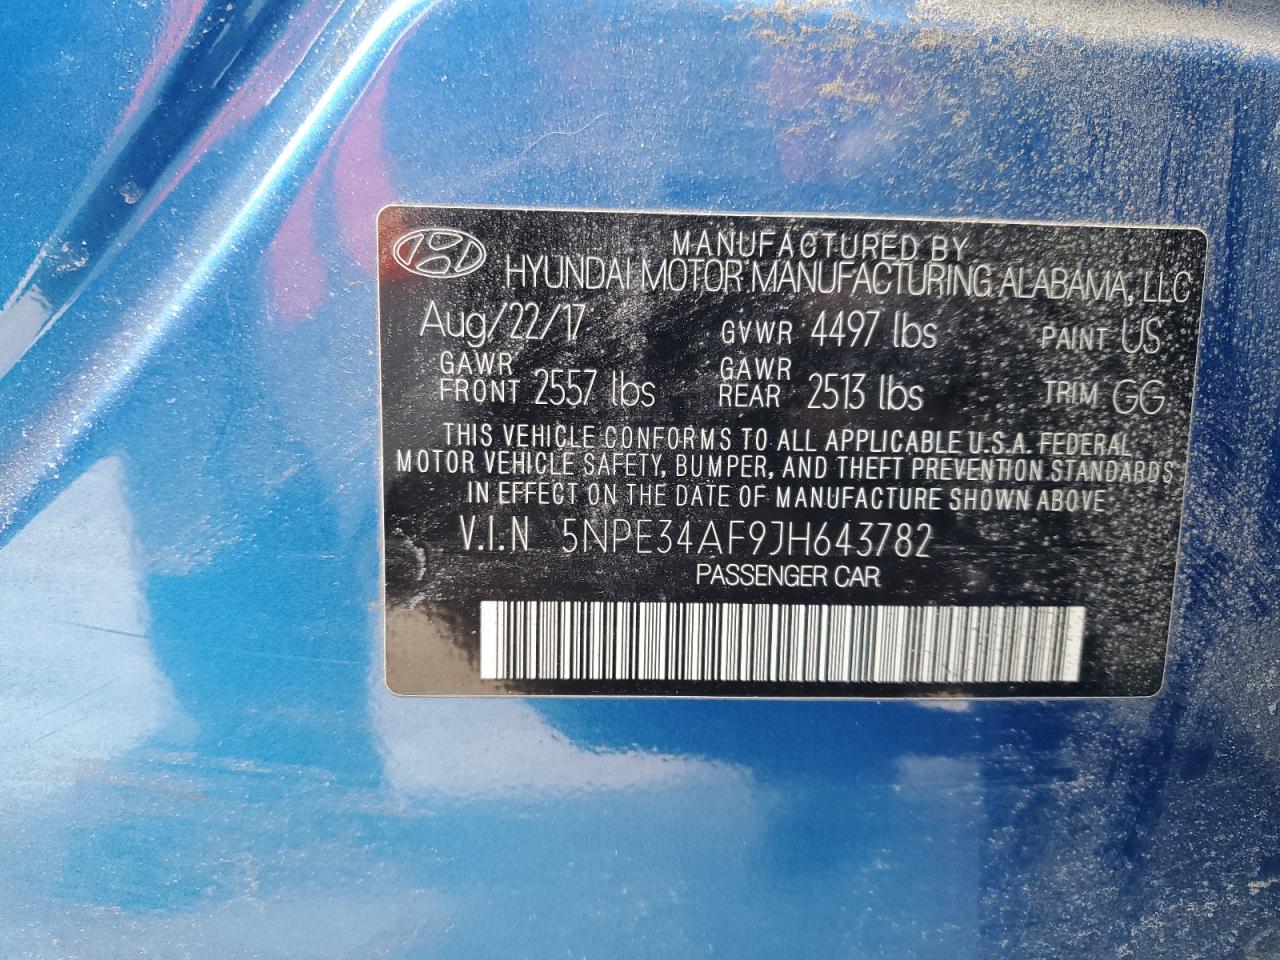 MANUFACTURED BY
HYUNDAI MOTOR MANUFACTURING ALABAMA, LLC
Aug/22/17 GVWR 4497 lbs PAINT US
GAWR FRONT 2557 lbs GAWR REAR 2513 lbs TRIM GG
THIS VEHICLE CONFORMS TO ALL APPLICABLE U.S.A. FEDERAL
MOTOR VEHICLE SAFETY, BUMPER, AND THEFT PREVENTION STANDARDS
IN EFFECT ON THE DATE OF MANUFACTURE SHOWN ABOVE
V.I.N 5NPE34AF9JH643782
PASSENGER CAR